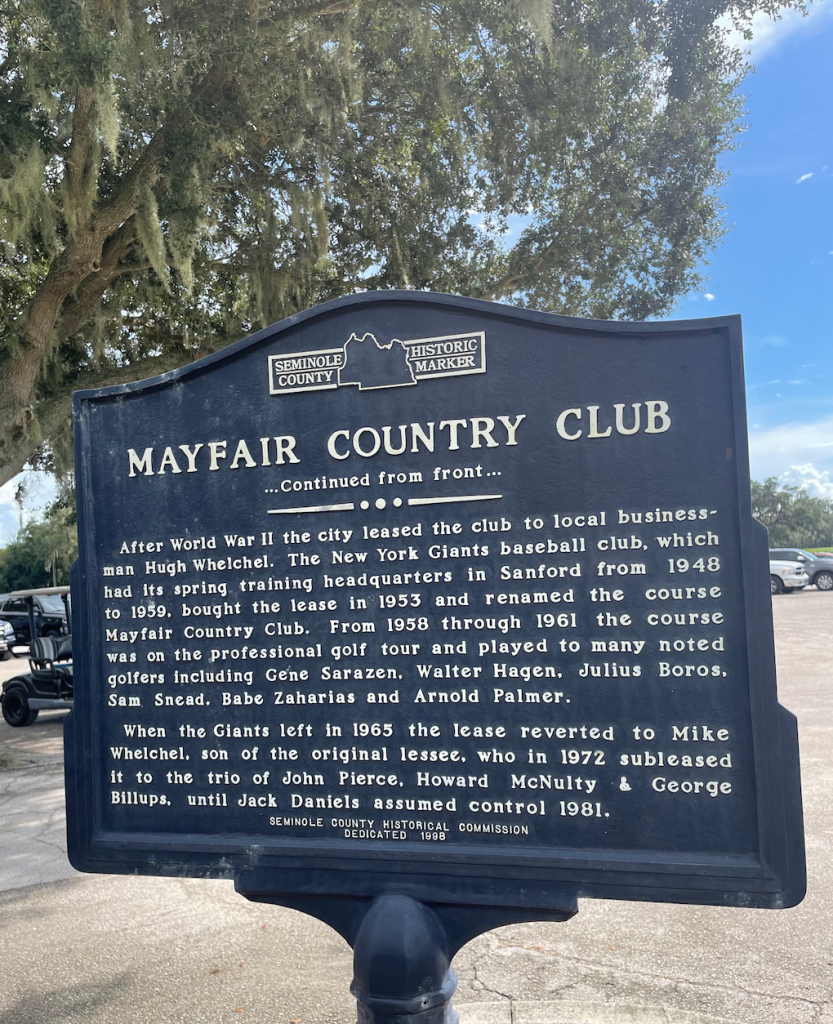 SEMINOLE COUNTY
HISTORIC MARKER
MAYFAIR COUNTRY CLUB
...Continued from front...
After World War II the city leased the club to local business-
man Hugh Whelchel. The New York Giants baseball club, which
had its spring training headquarters in Sanford from 1948
to 1959, bought the lease in 1953 and renamed the course
Mayfair Country Club. From 1958 through 1961 the course
was on the professional golf tour and played to many noted
golfers including Gene Sarazen, Walter Hagen, Julius Boros,
Sam Snead, Babe Zaharias and Arnold Palmer.
When the Giants left in 1965 the lease reverted to Mike
Whelchel, son of the original lessee, who in 1972 subleased
it to the trio of John Pierce, Howard McNulty & George
Billups, until Jack Daniels assumed control 1981.
SEMINOLE COUNTY HISTORICAL COMMISSION
DEDICATED 1998